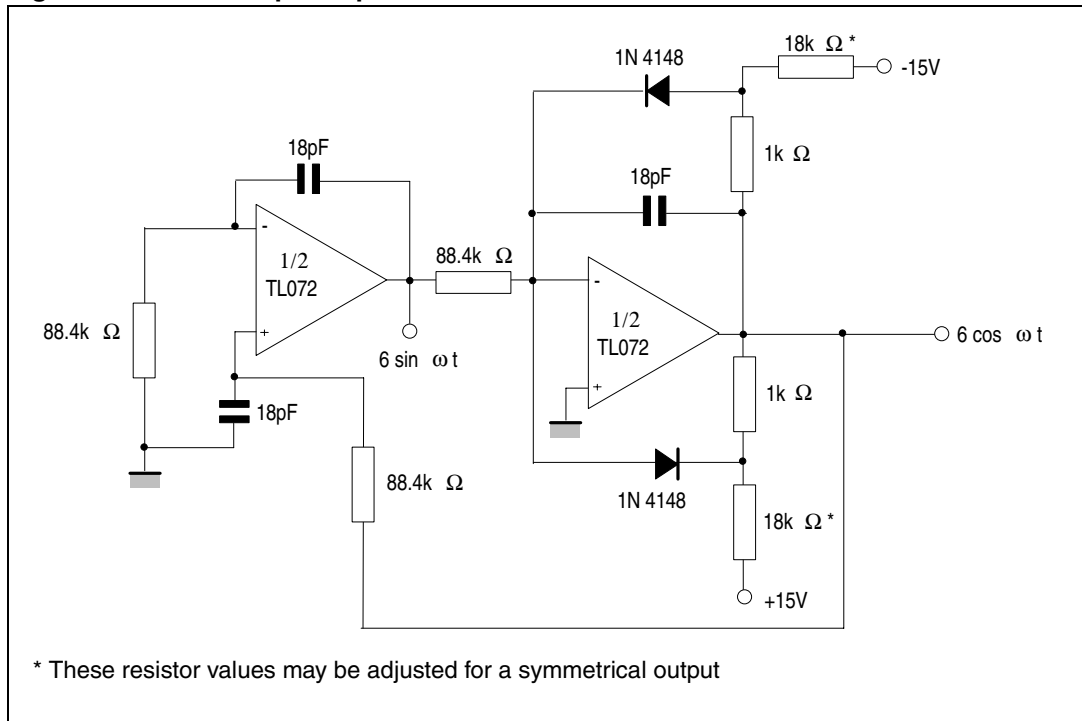 18k Ω *
1N 4148
-15V
1k Ω
18pF
18pF
88.4k Ω
-
1/2
TL072
+
88.4k Ω
6 sin ω t
18pF
88.4k Ω
-
1/2
TL072
+
6 cos ω t
1k Ω
1N 4148
18k Ω *
+15V
* These resistor values may be adjusted for a symmetrical output